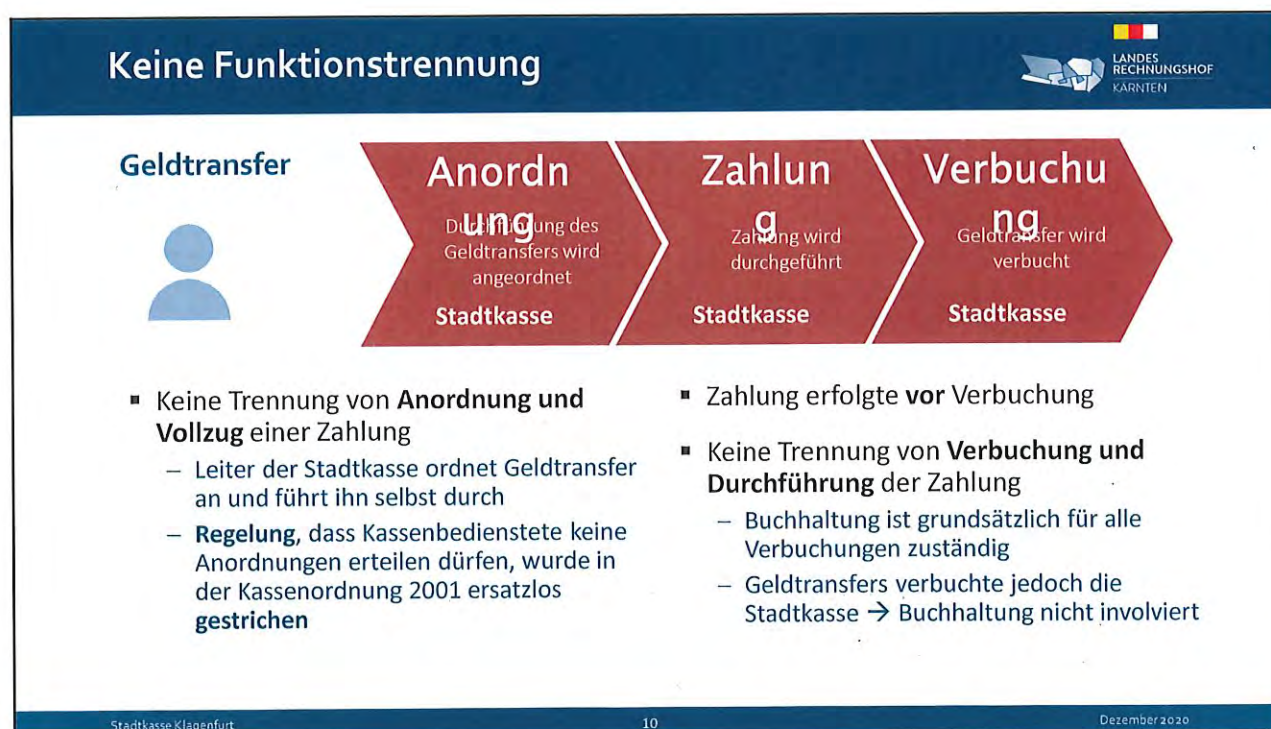 Keine Funktionstrennung
LANDES
RECHNUNGSHOF
KÄRNTEN
Geldtransfer
Anordn
ung
Durchführung des
Geldtransfers wird
angeordnet
Stadtkasse
Zahlun
g
Zahlung wird
durchgeführt
Stadtkasse
Verbuchu
ng
Geldtransfer wird
verbucht
Stadtkasse
▪ Keine Trennung von Anordnung und
Vollzug einer Zahlung
– Leiter der Stadtkasse ordnet Geldtransfer
an und führt ihn selbst durch
– Regelung, dass Kassenbedienstete keine
Anordnungen erteilen dürfen, wurde in
der Kassenordnung 2001 ersatzlos
gestrichen
▪ Zahlung erfolgte vor Verbuchung
▪ Keine Trennung von Verbuchung und
Durchführung der Zahlung
– Buchhaltung ist grundsätzlich für alle
Verbuchungen zuständig
– Geldtransfers verbuchte jedoch die
Stadtkasse → Buchhaltung nicht involviert
Stadtkasse Klagenfurt
10
Dezember 2020